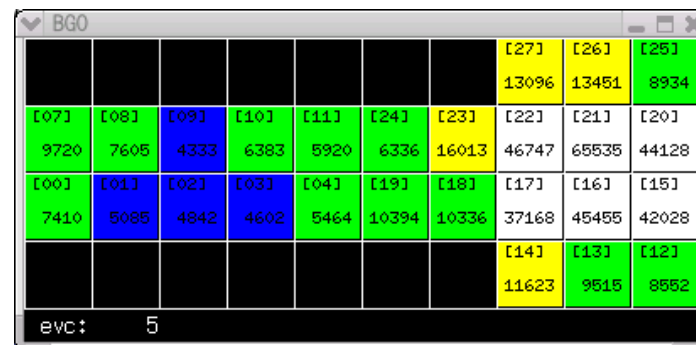 BGO
[27] [26] [25]
13096 13451 8934
[07] [08] [09] [10] [11] [24] [23] [22] [21] [20]
9720 7605 4333 6383 5920 6336 16013 46747 65535 44128
[00] [01] [02] [03] [04] [19] [18] [17] [16] [15]
7410 5085 4842 4602 5464 10394 10336 37168 45455 42028
[14] [13] [12]
11623 9515 8552
evc: 5